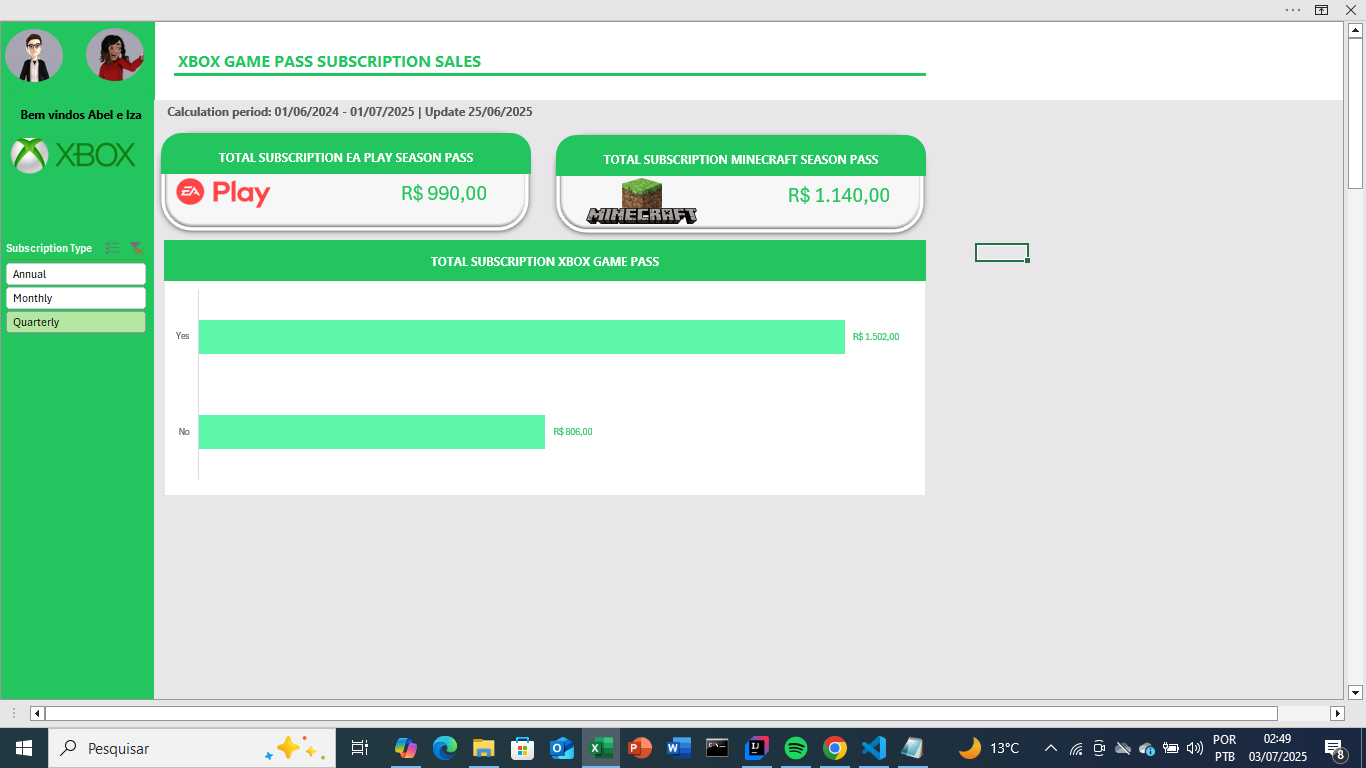 XBOX GAME PASS SUBSCRIPTION SALES
Bem vindos Abel e Iza
XBOX
Calculation period: 01/06/2024 - 01/07/2025 | Update 25/06/2025
TOTAL SUBSCRIPTION EA PLAY SEASON PASS
EA Play
R$ 990,00
TOTAL SUBSCRIPTION MINECRAFT SEASON PASS
MINECRAFT
R$ 1.140,00
Subscription Type
Annual
Monthly
Quarterly
TOTAL SUBSCRIPTION XBOX GAME PASS
Yes
R$ 1.502,00
No
R$ 806,00
Pesquisar
13°C
POR
PTB
02:49
03/07/2025
8